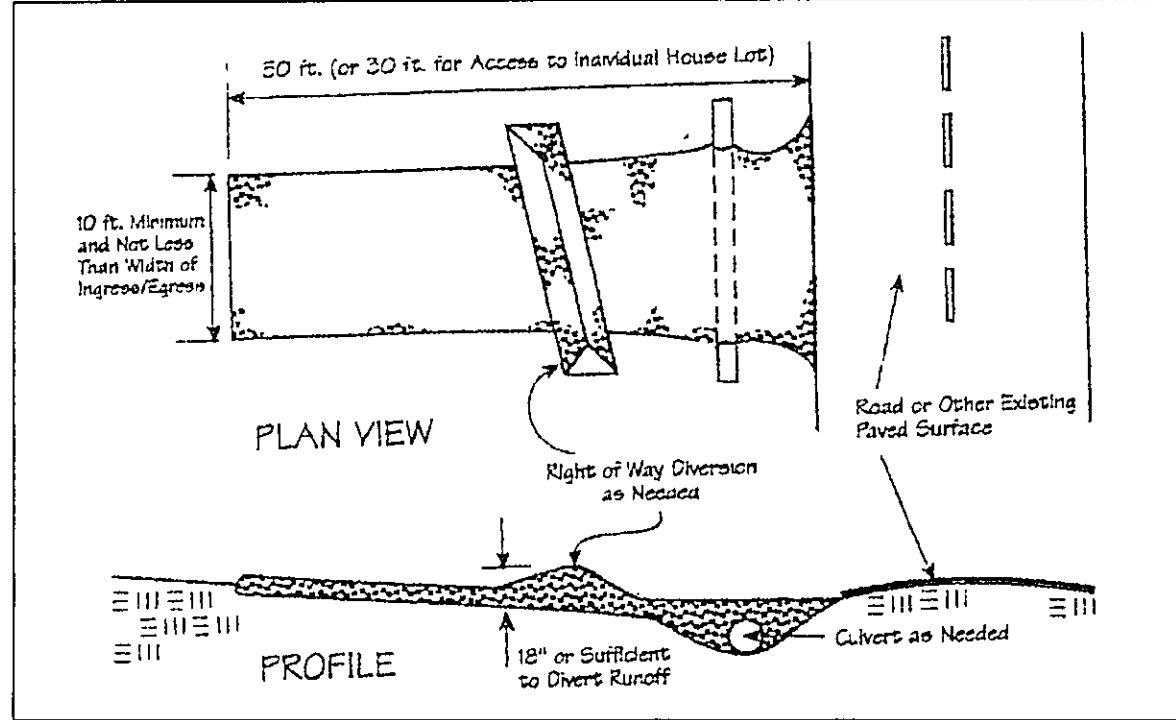 50 ft. (or 30 ft. for Access to Individual House Lot)
10 ft. Minimum
and Not Less
Than Width of
Ingress/Egress
PLAN VIEW
Road or Other Existing
Paved Surface
Right of Way Diversion
as Needed
Culvert as Needed
18" or Sufficient
to Divert Runoff
PROFILE